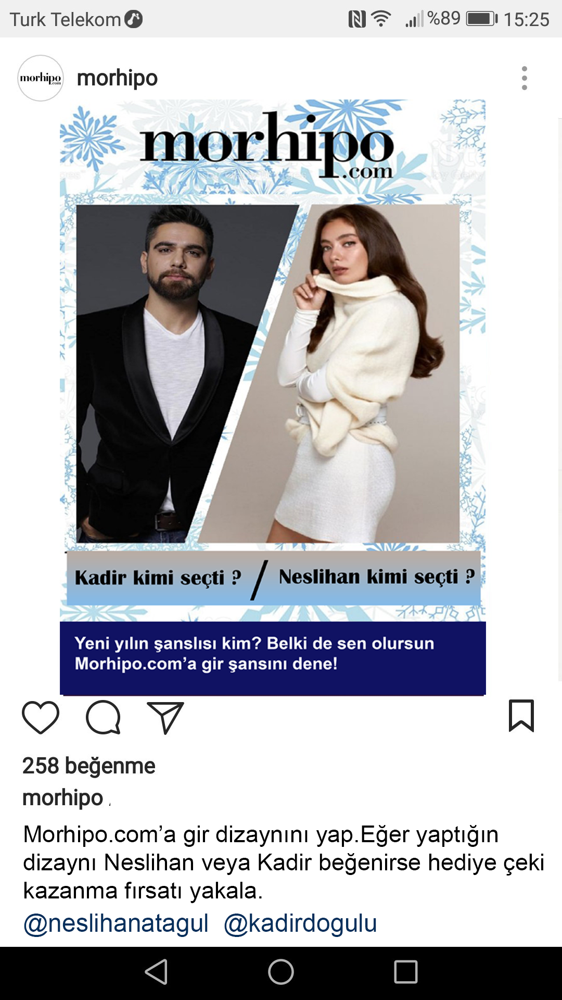 Turk Telekom %89 15:25
morhipo
.com
morhipo
morhipo
.com
Kadir kimi seçti ? / Neslihan kimi seçti ?
Yeni yılın şanslısı kim? Belki de sen olursun
Morhipo.com’a gir şansını dene!
258 beğenme
morhipo
Morhipo.com’a gir dizaynını yap.Eğer yaptığın
dizaynı Neslihan veya Kadir beğenirse hediye çeki
kazanma fırsatı yakala.
@neslihanatagul @kadirdogulu